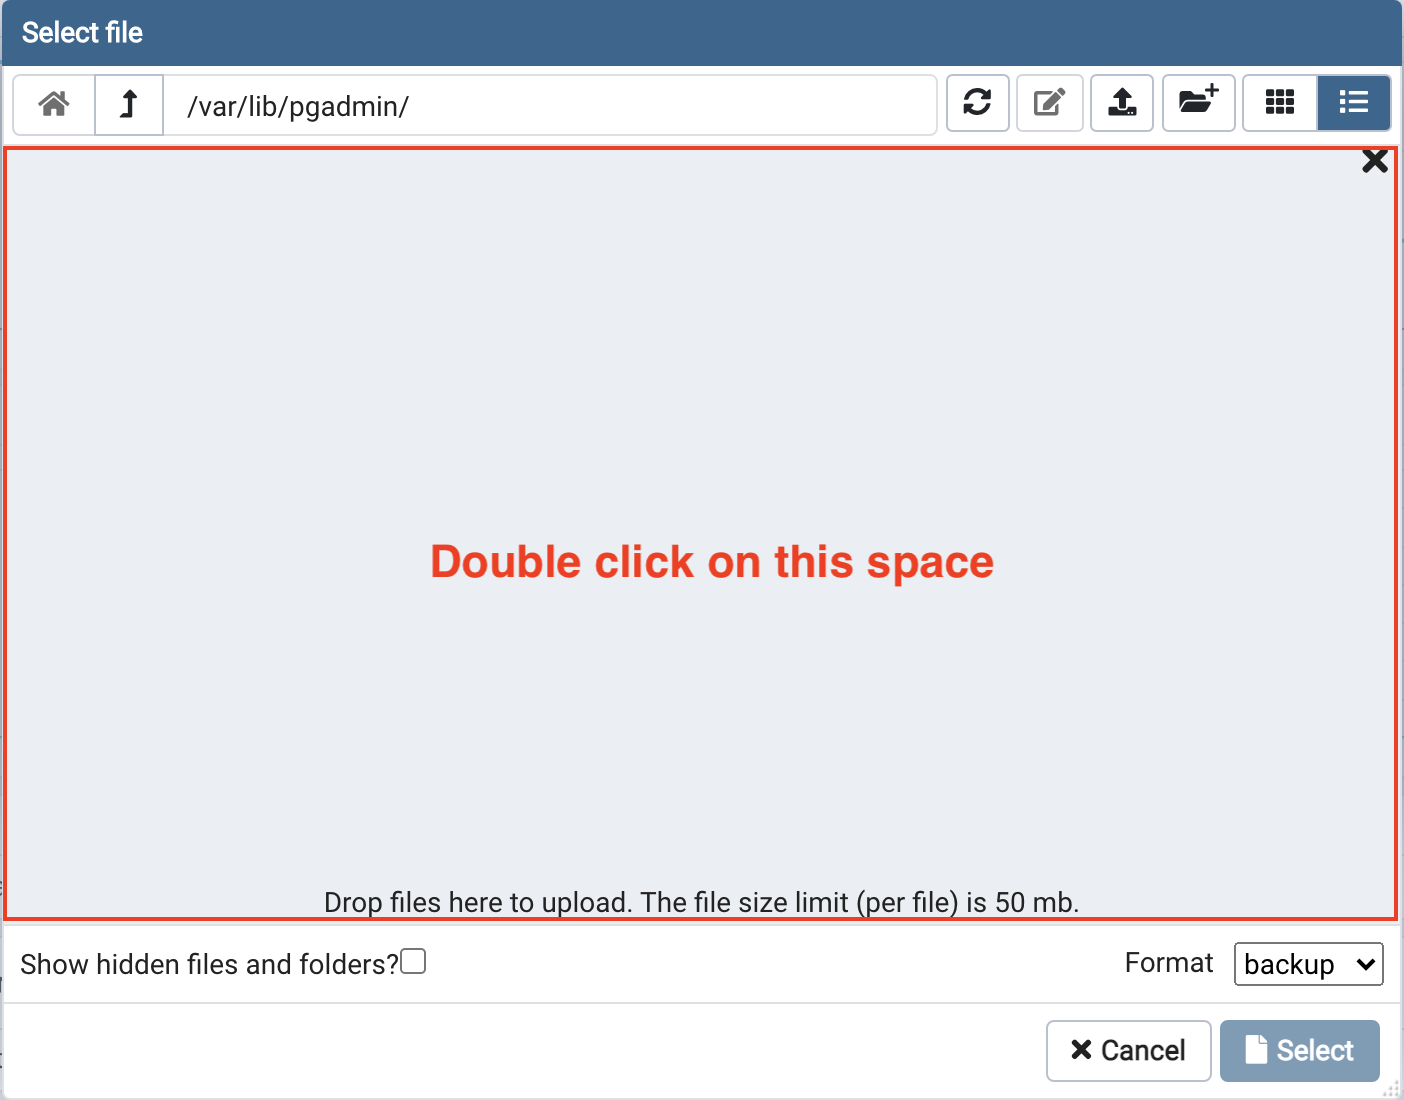 Select file
/var/lib/pgadmin/
Double click on this space
Drop files here to upload. The file size limit (per file) is 50 mb.
Show hidden files and folders?
Format backup
Cancel Select